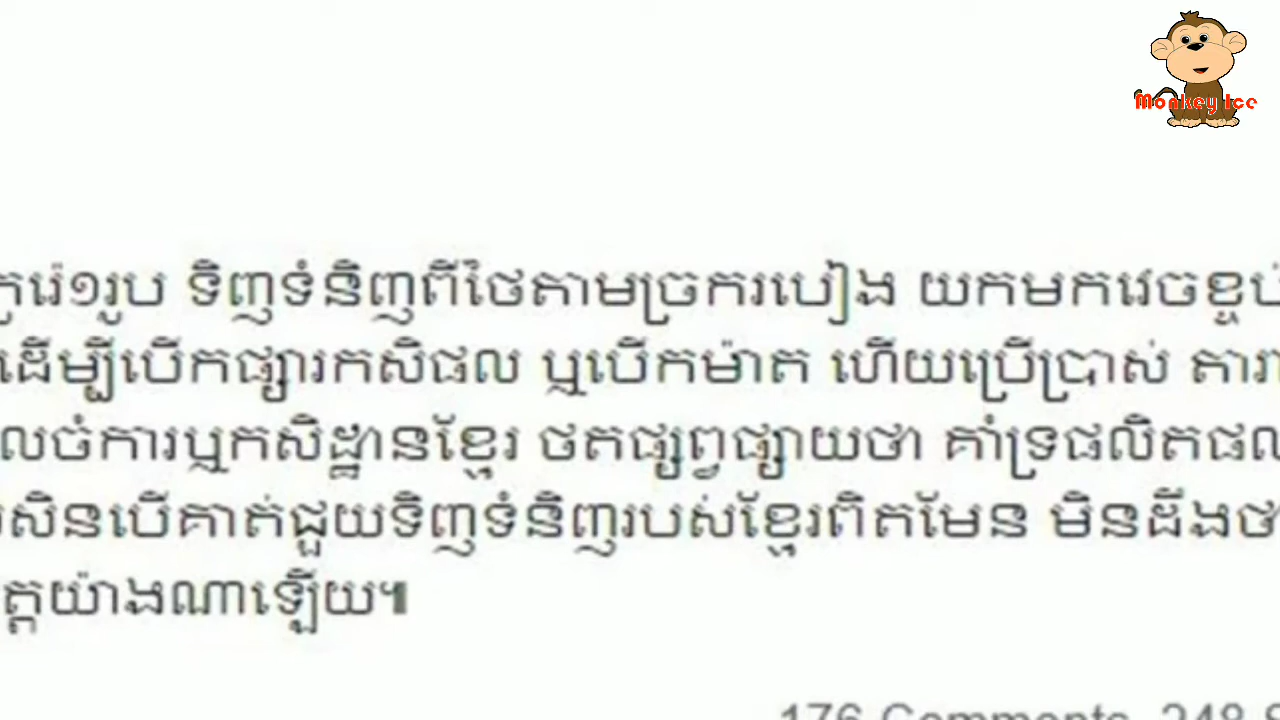 Monkey Ice
១រូប ទិញទំនិញពីថៃតាមច្រករបៀង យកមកវេចខ្ចប់
ដើម្បីបើកផ្សារកសិផល ឬបើកម៉ាត ហើយប្រើប្រាស់ តារា
លចំការឬកសិដ្ឋានខ្មែរ ថតផ្សព្វផ្សាយថា គាំទ្រផលិតផល
សិនបើគាត់ជួយទិញទំនិញរបស់ខ្មែរពិតមែន មិនដឹងថា
យ៉ាងណាឡើយ៕
176 Comments 248